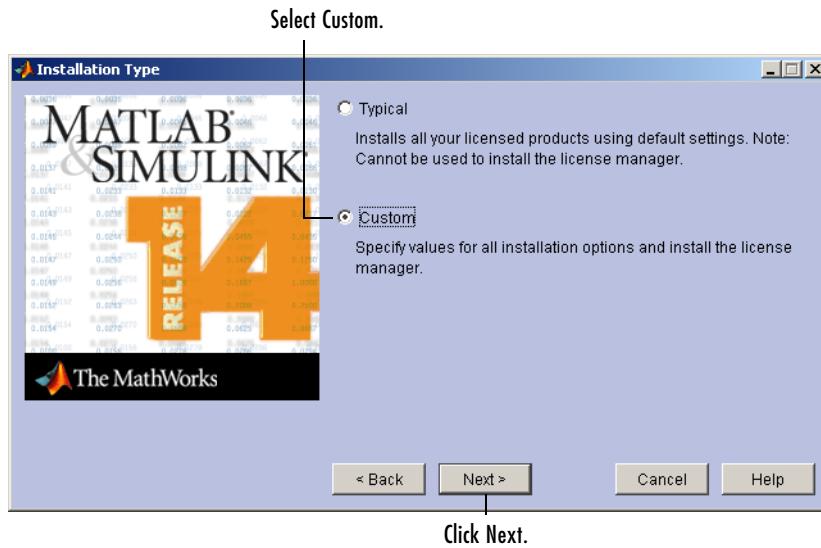 Select Custom.
Installation Type
MATLAB®
&SIMULINK®
RELEASE
14
The MathWorks
Typical
Installs all your licensed products using default settings. Note:
Cannot be used to install the license manager.
Custom
Specify values for all installation options and install the license
manager.
< Back
Next >
Cancel
Help
Click Next.